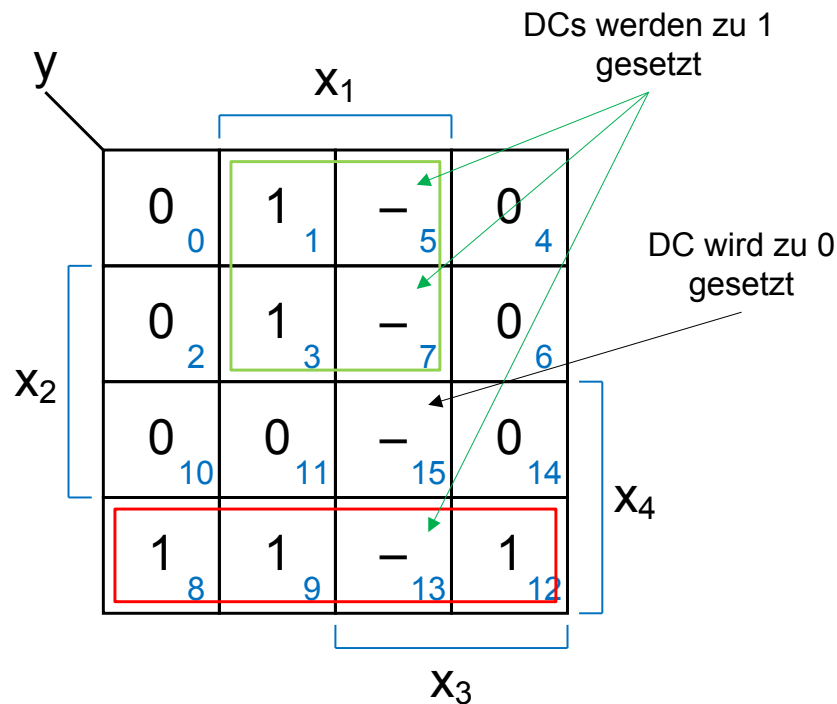 DCs werden zu 1
gesetzt
y
x1
0 0 1 1 – 5 0 4
DC wird zu 0
gesetzt
0 2 1 3 – 7 0 6
x2
0 10 0 11 – 15 0 14
x4
1 8 1 9 – 13 1 12
x3